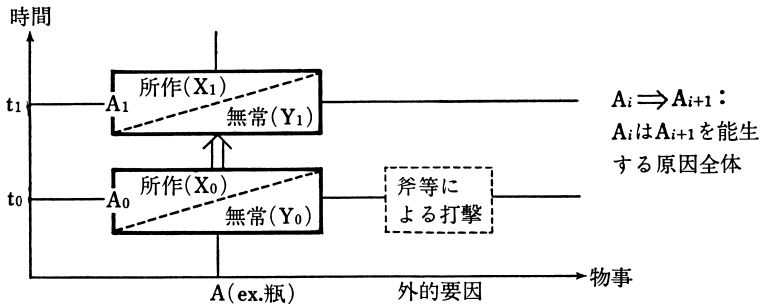 時間
t1
A1
所作(X1)
無常(Y1)
Ai⟹Ai+1：
AiはAi+1を能生
する原因全体
t0
A0
所作(X0)
無常(Y0)
斧等に
よる打撃
物事
A(ex.瓶)
外的要因